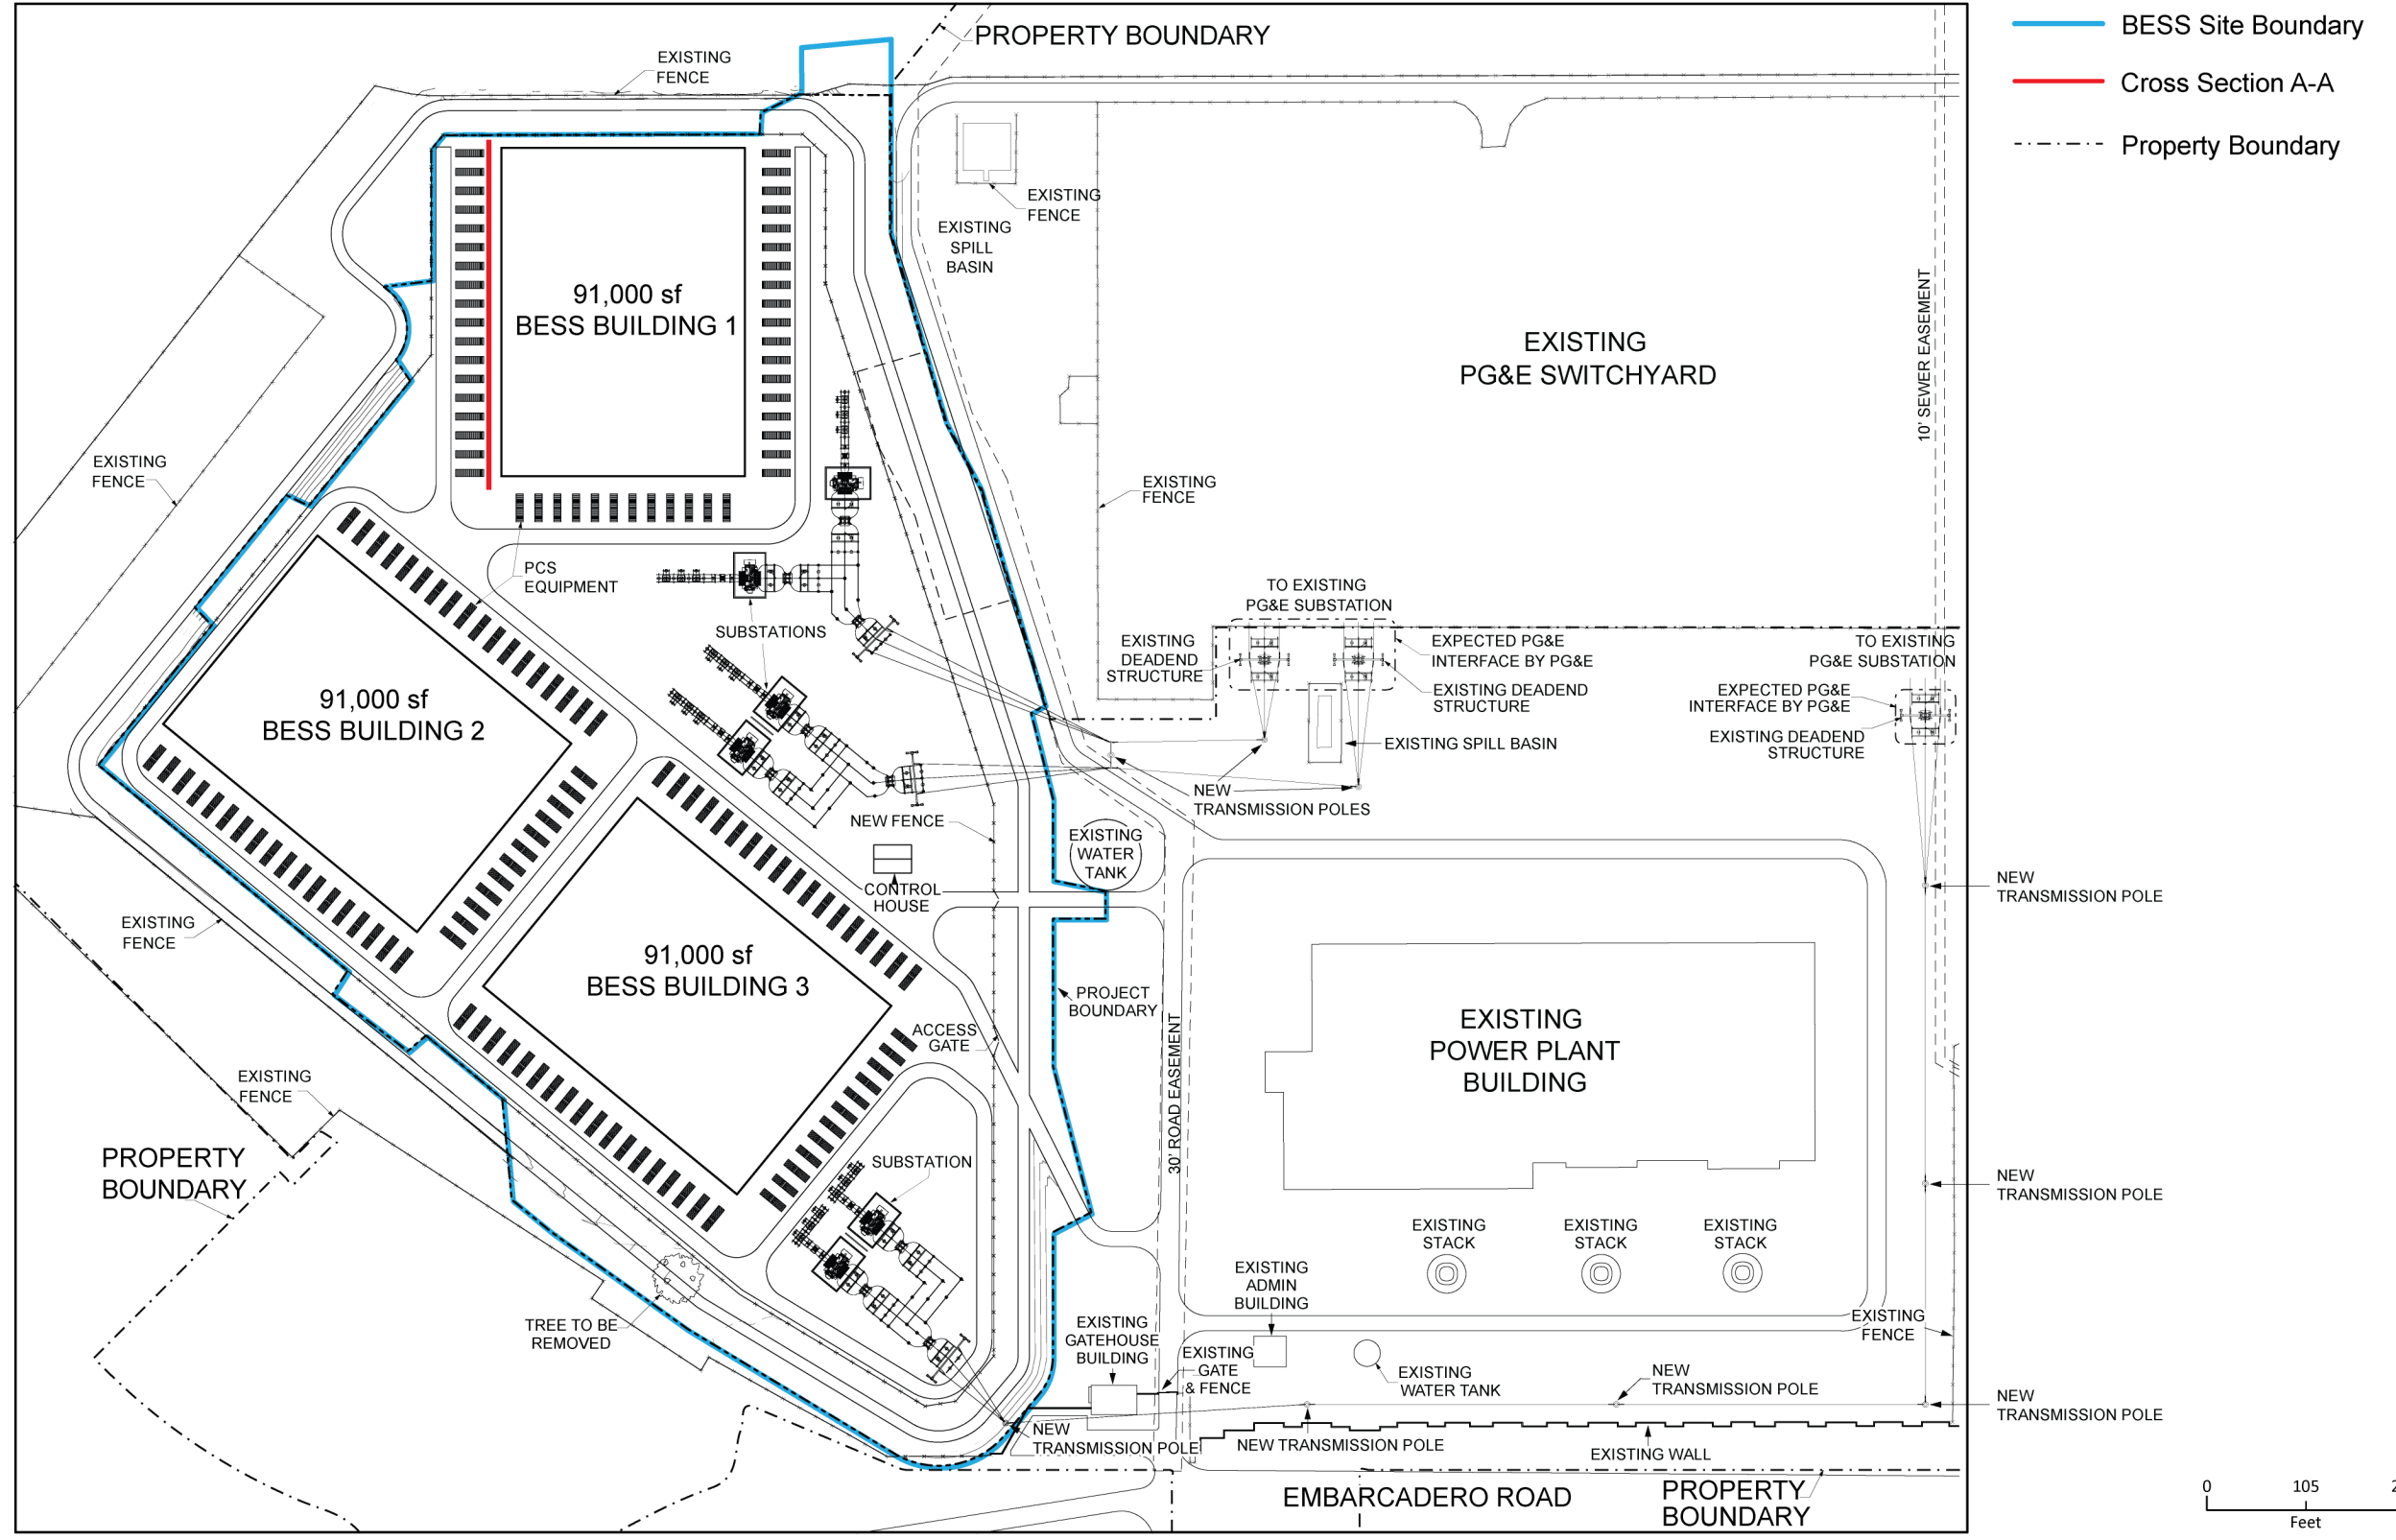 PROPERTY BOUNDARY
BESS Site Boundary
Cross Section A-A
Property Boundary
EXISTING
FENCE
EXISTING
FENCE
EXISTING
SPILL
BASIN
91,000 sf
BESS BUILDING 1
EXISTING
PG&E SWITCHYARD
10' SEWER EASEMENT
EXISTING
FENCE
EXISTING
FENCE
PCS
EQUIPMENT
SUBSTATIONS
TO EXISTING
PG&E SUBSTATION
EXISTING
DEADEND
STRUCTURE
EXPECTED PG&E
INTERFACE BY PG&E
EXISTING DEADEND
STRUCTURE
TO EXISTING
PG&E SUBSTATION
EXPECTED PG&E
INTERFACE BY PG&E
EXISTING DEADEND
STRUCTURE
91,000 sf
BESS BUILDING 2
EXISTING SPILL BASIN
NEW
TRANSMISSION POLES
NEW FENCE
EXISTING
WATER
TANK
CONTROL
HOUSE
NEW
TRANSMISSION POLE
EXISTING
FENCE
91,000 sf
BESS BUILDING 3
PROJECT
BOUNDARY
ACCESS
GATE
30' ROAD EASEMENT
EXISTING
POWER PLANT
BUILDING
EXISTING
FENCE
PROPERTY
BOUNDARY
SUBSTATION
NEW
TRANSMISSION POLE
EXISTING
STACK
EXISTING
STACK
EXISTING
STACK
EXISTING
ADMIN
BUILDING
TREE TO BE
REMOVED
EXISTING
GATEHOUSE
BUILDING
EXISTING
GATE
& FENCE
EXISTING
WATER TANK
EXISTING
FENCE
NEW
TRANSMISSION POLE
NEW
TRANSMISSION POLE
NEW
TRANSMISSION POLE
NEW TRANSMISSION POLE
EXISTING WALL
EMBARCADERO ROAD
PROPERTY
BOUNDARY
0 105
Feet